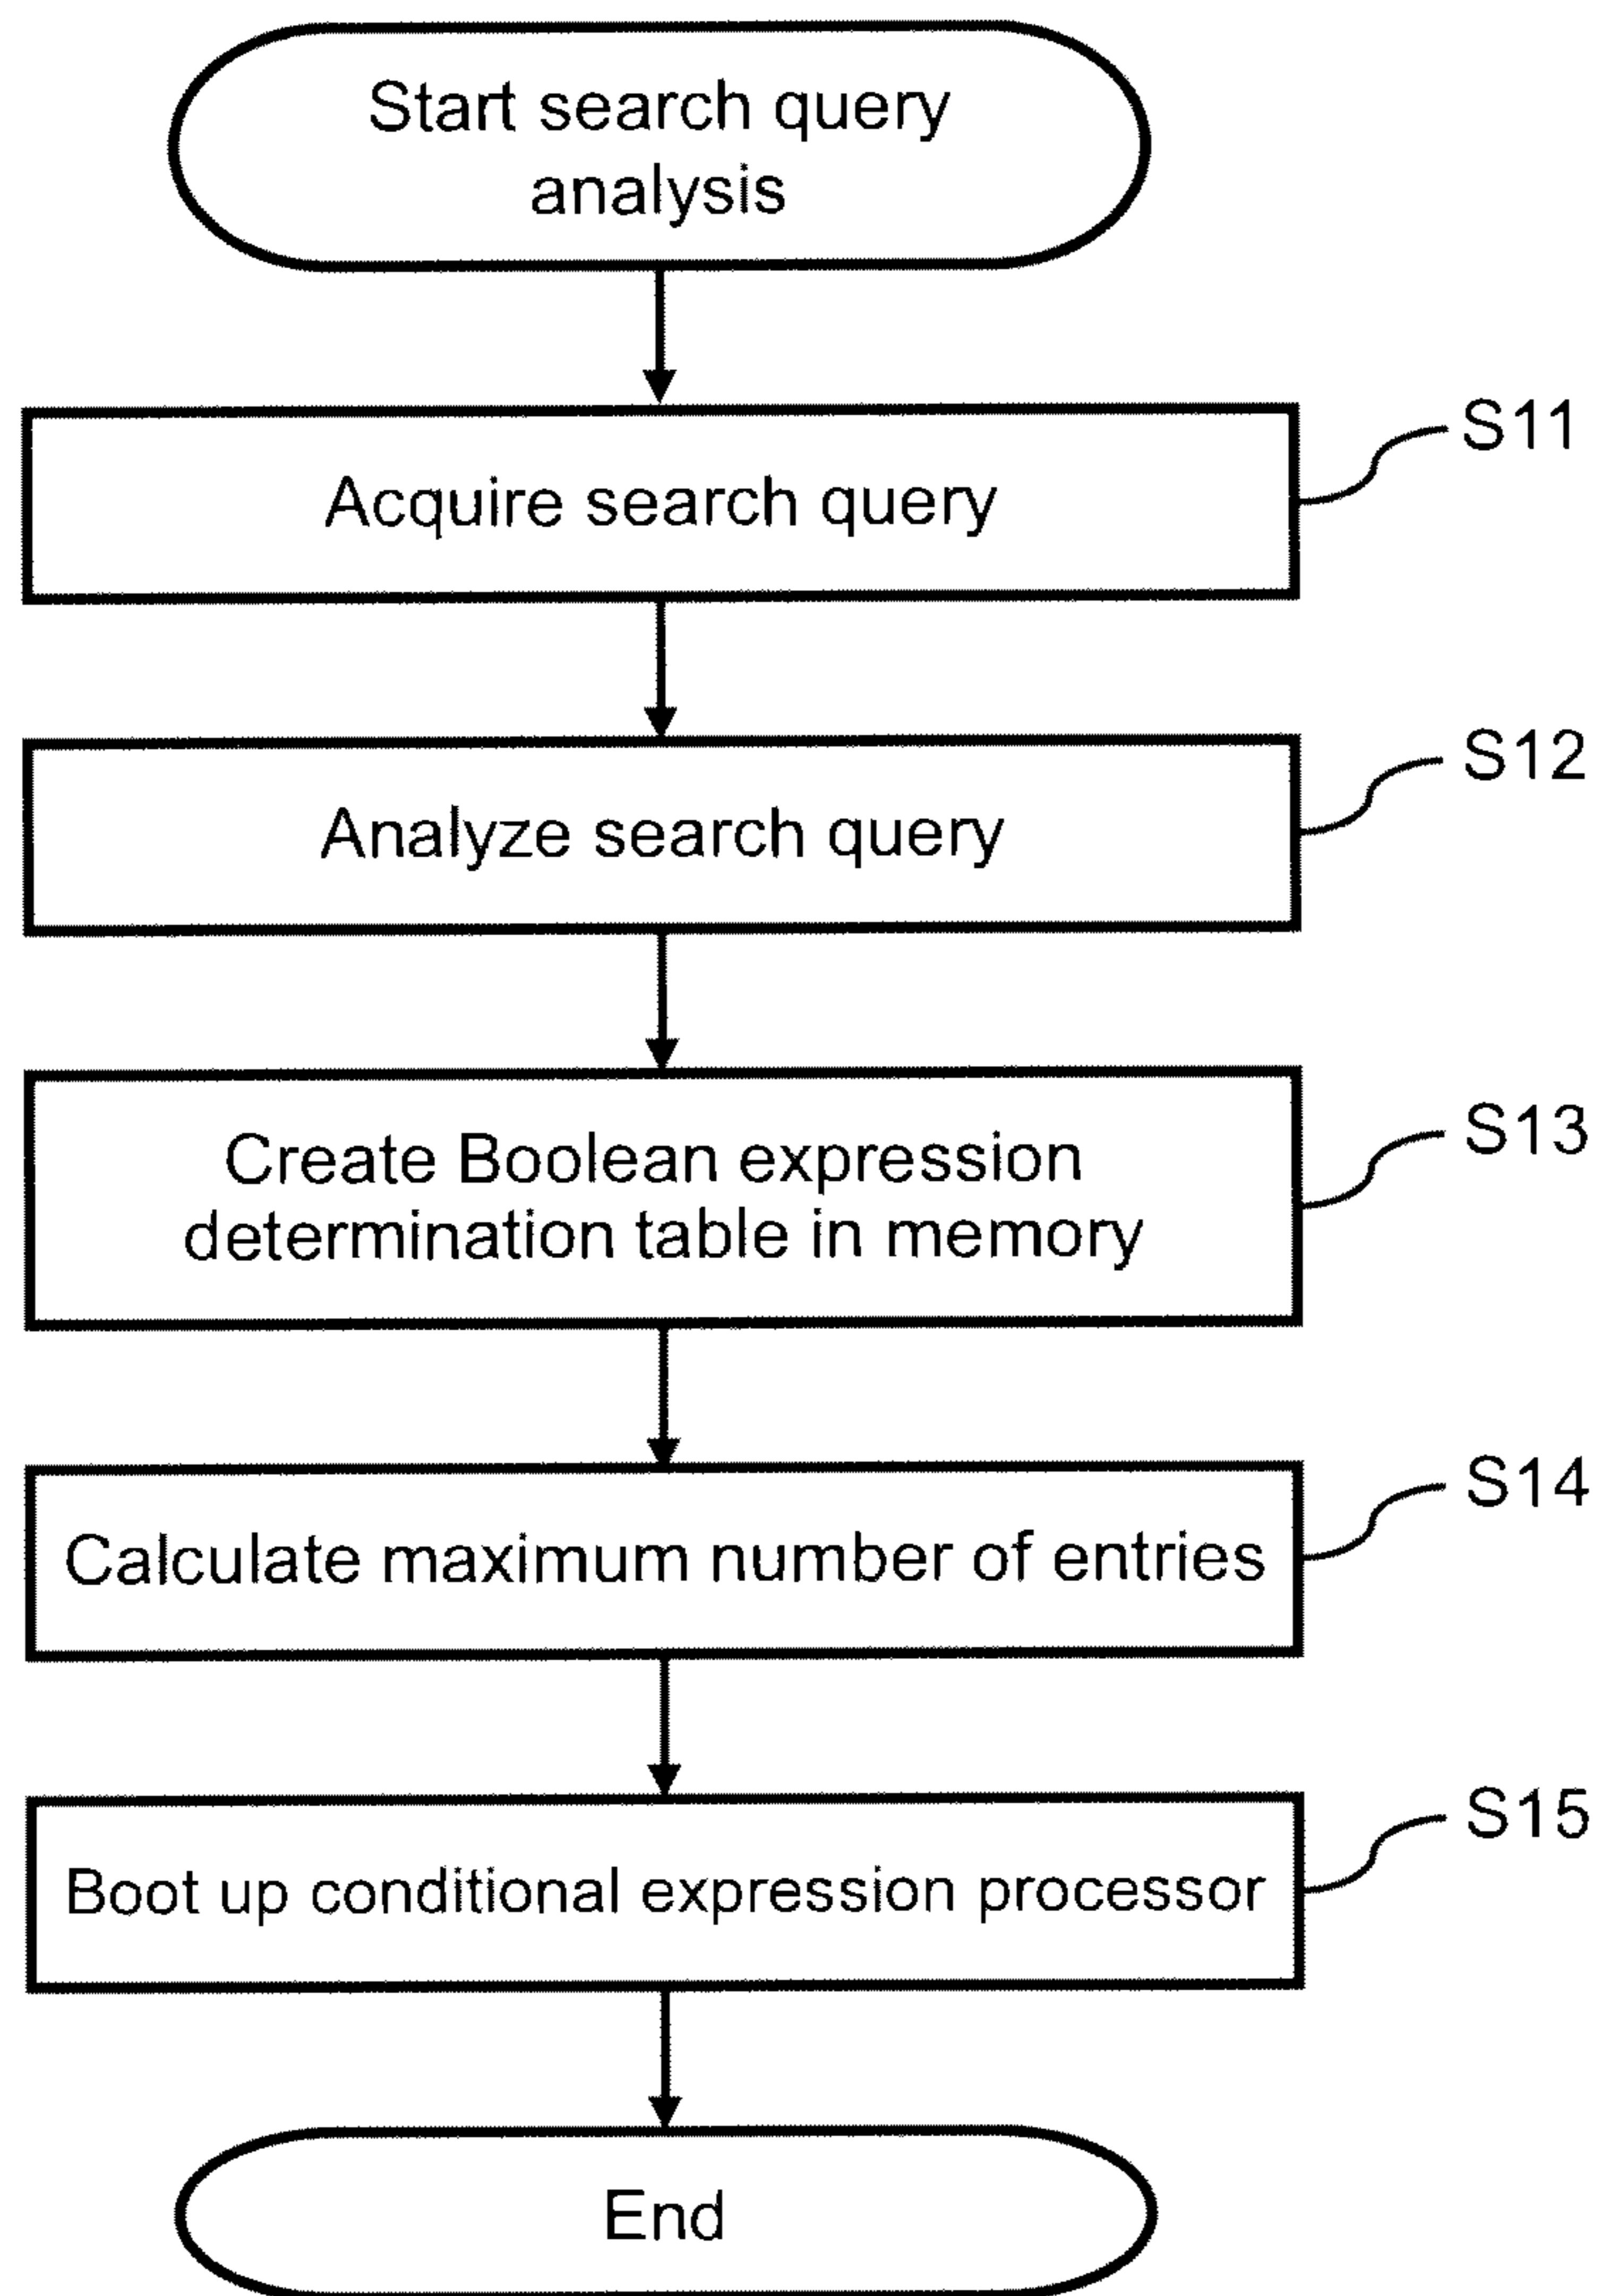 Start search query
analysis
S11
Acquire search query
S12
Analyze search query
S13
Create Boolean expression
determination table in memory
S14
Calculate maximum number of entries
S15
Boot up conditional expression processor
End